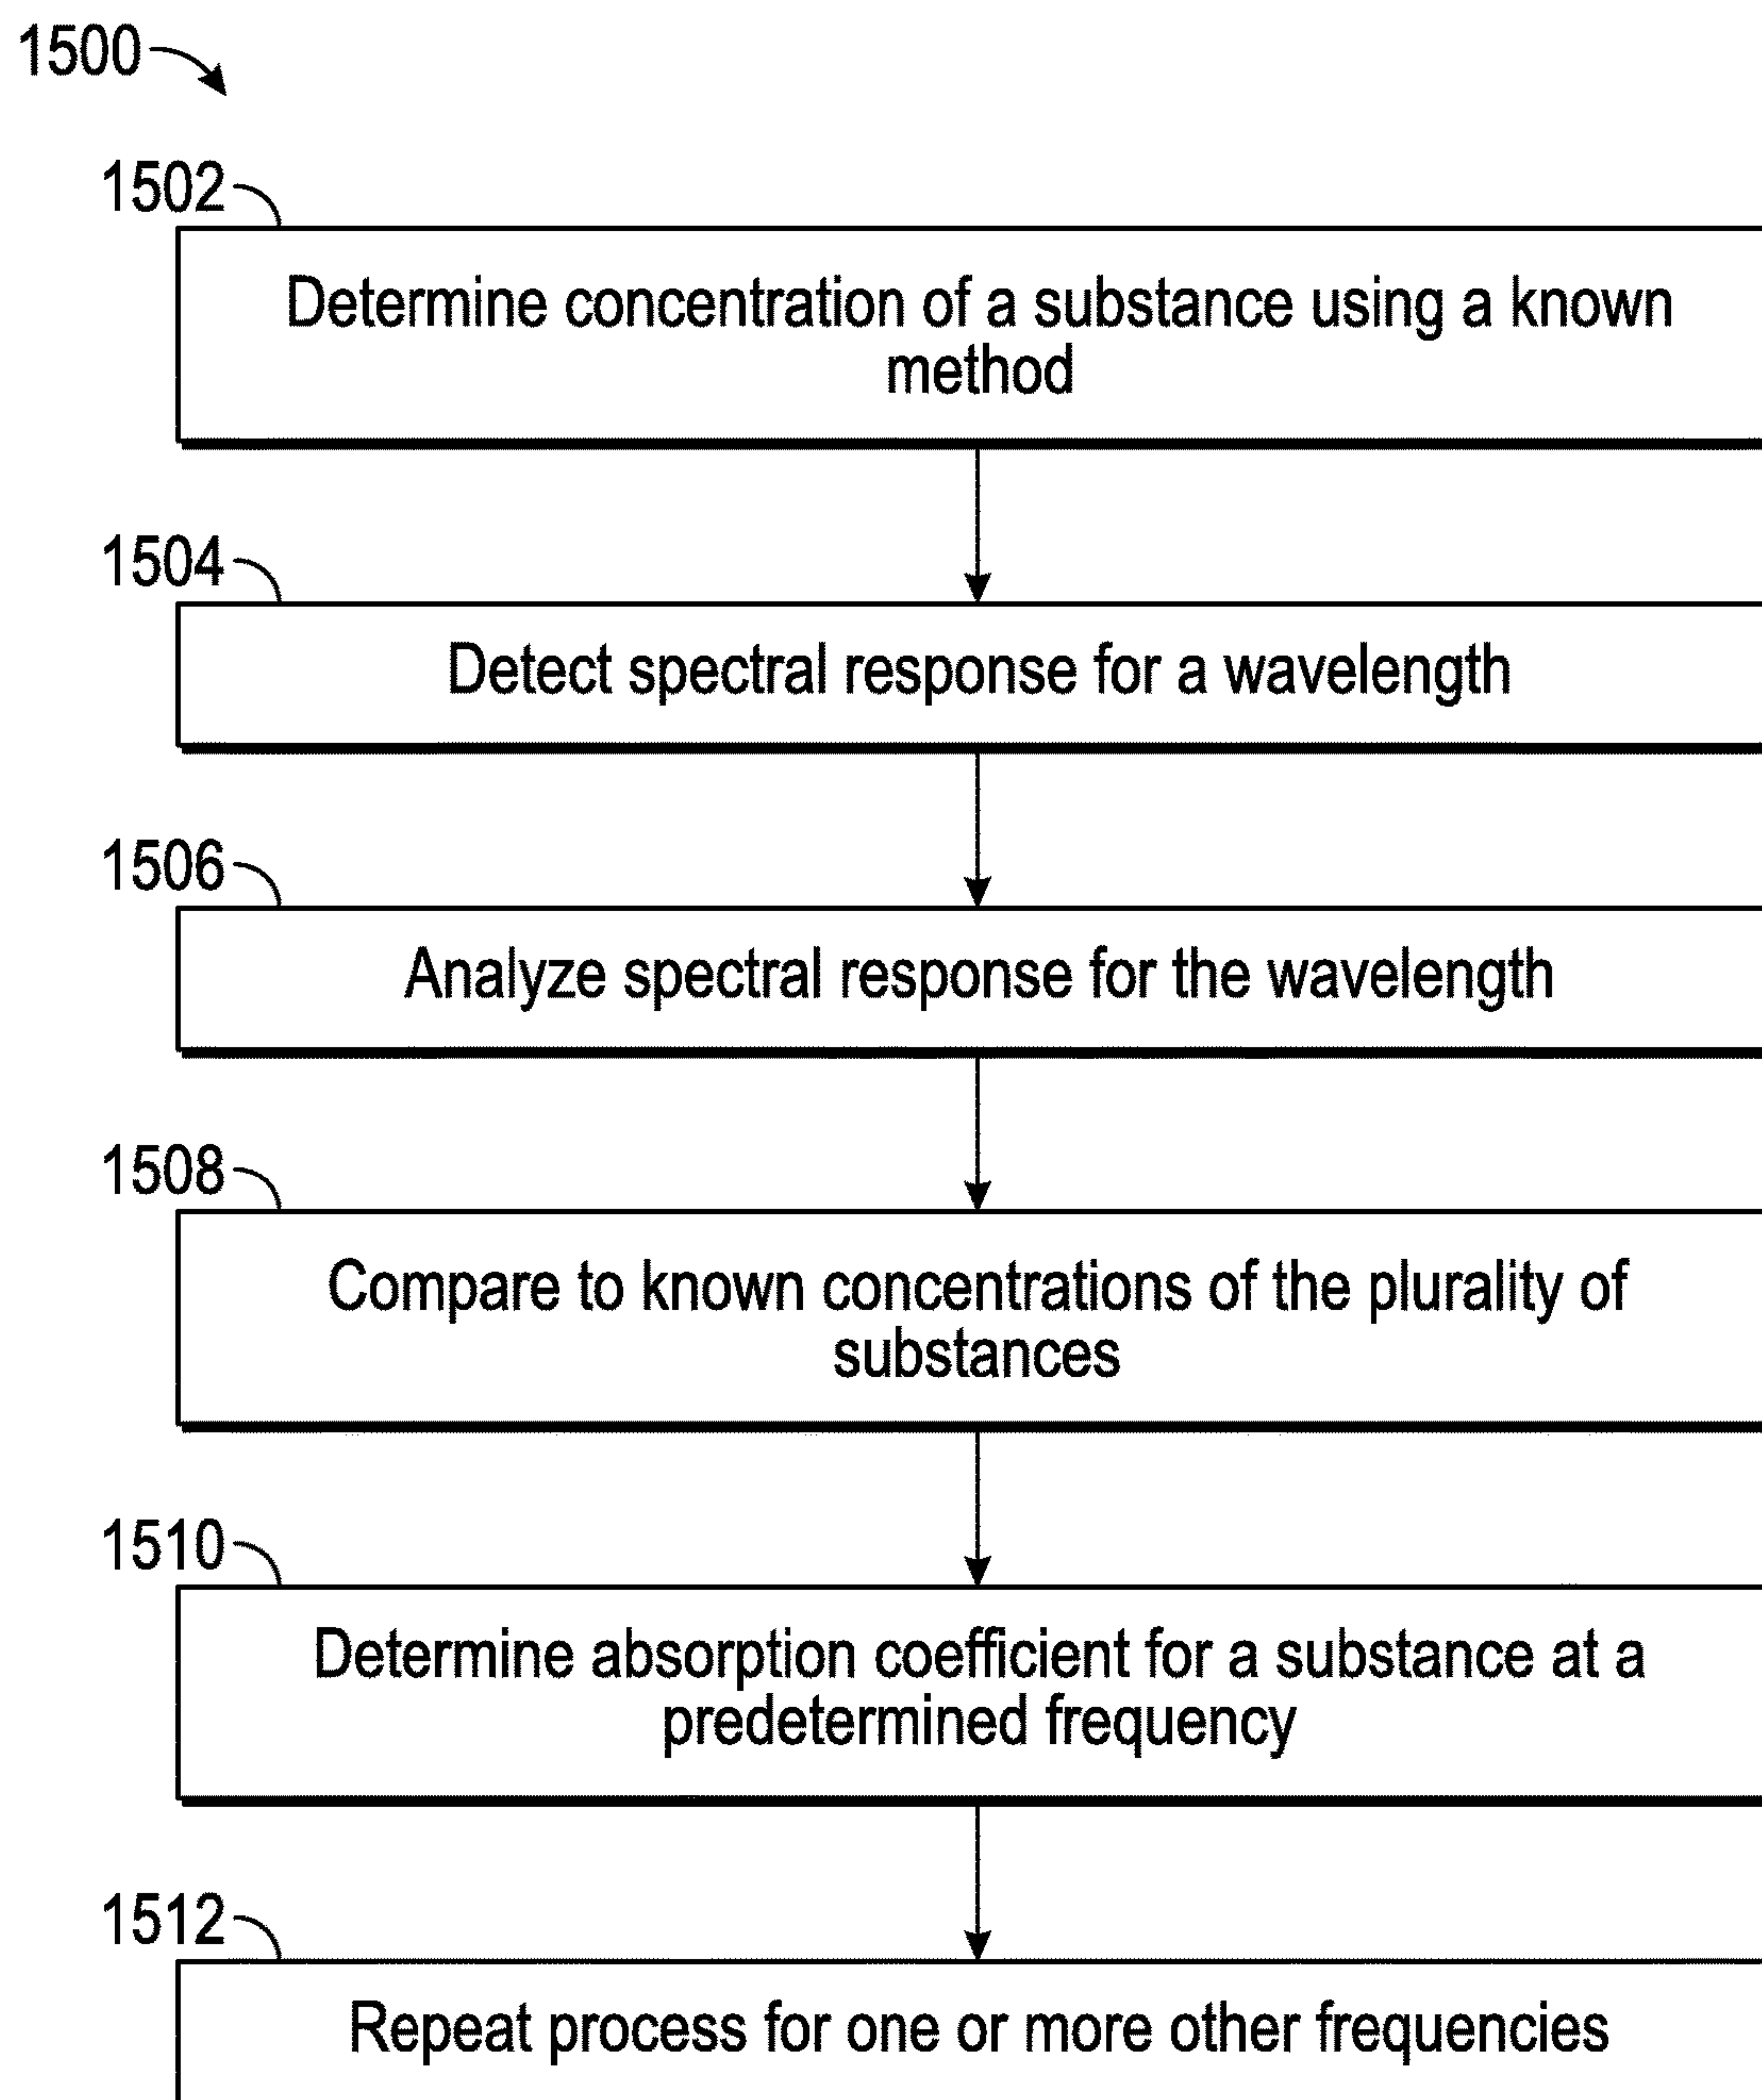 1500
1502
Determine concentration of a substance using a known
method
1504
Detect spectral response for a wavelength
1506
Analyze spectral response for the wavelength
1508
Compare to known concentrations of the plurality of
substances
1510
Determine absorption coefficient for a substance at a
predetermined frequency
1512
Repeat process for one or more other frequencies